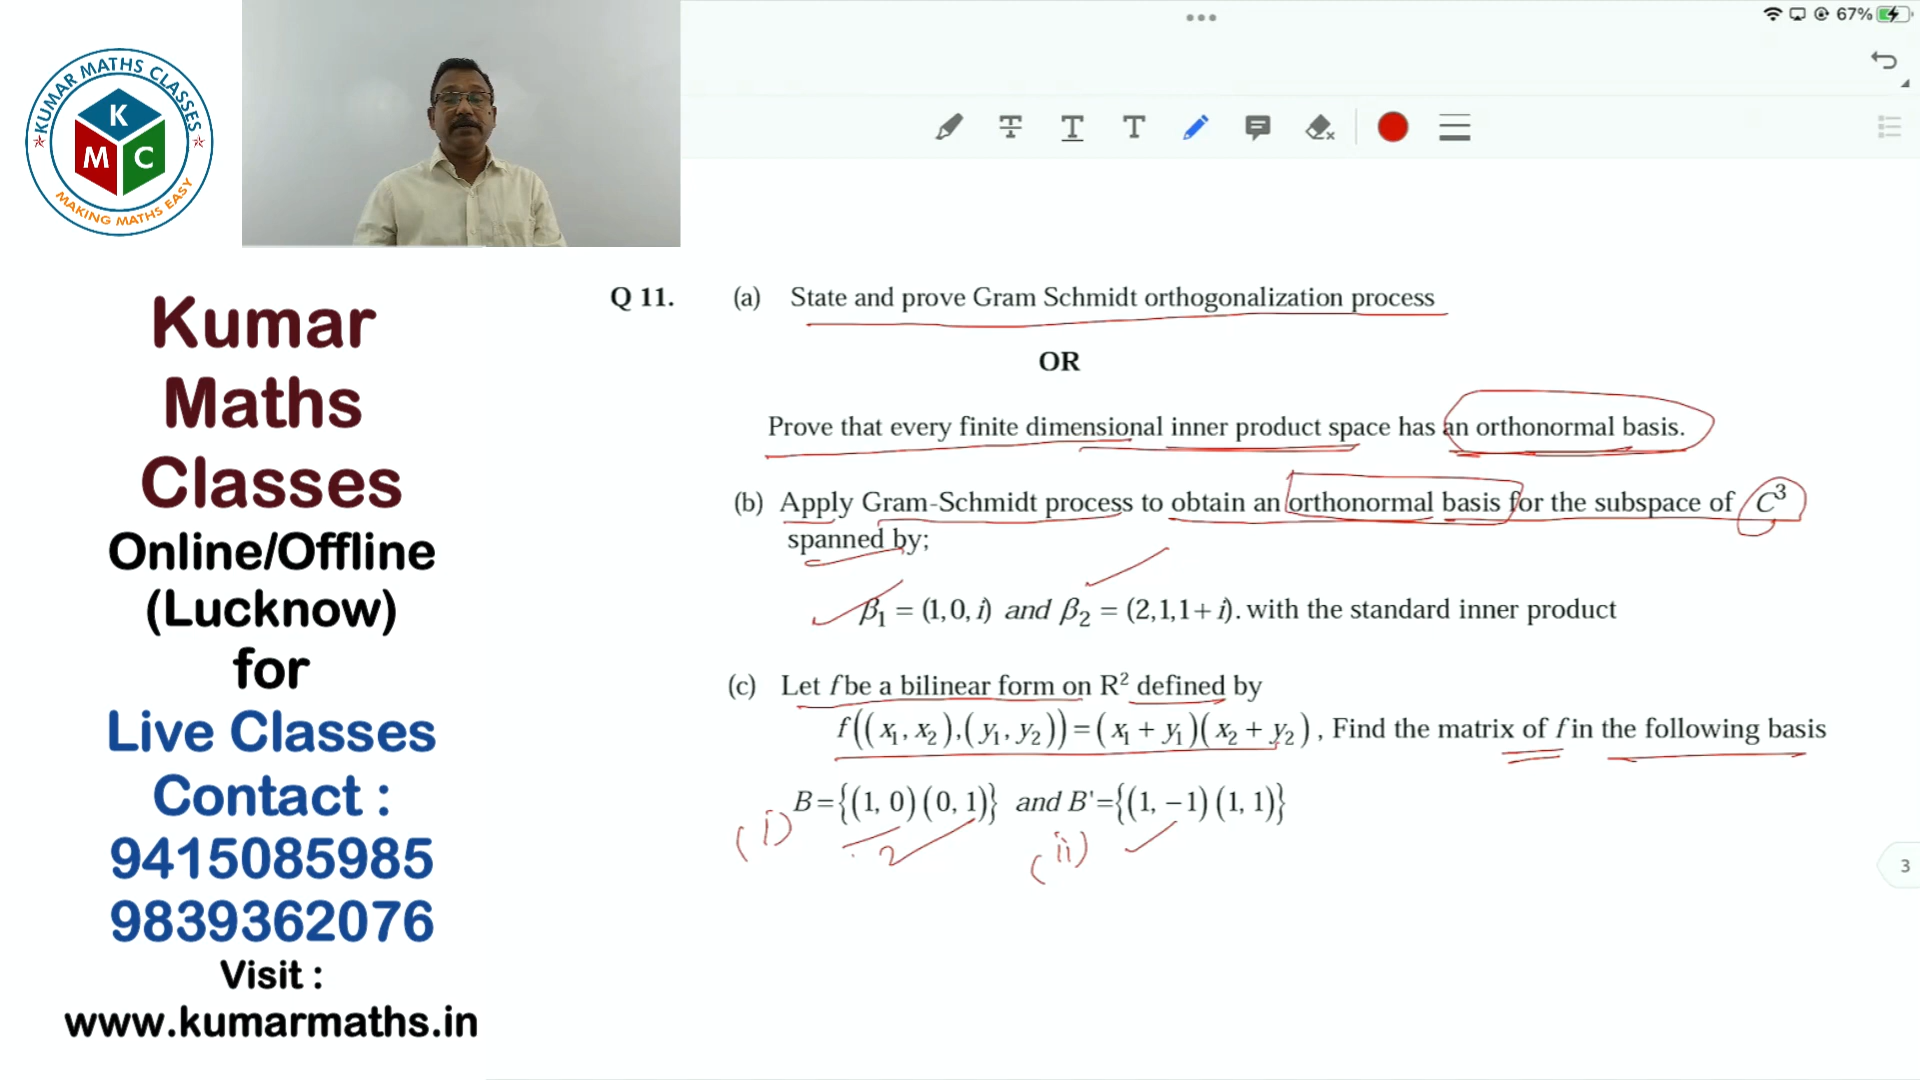 KUMAR MATHS CLASSES
K
M C
MAKING MATHS EASY
Kumar
Maths
Classes
Online/Offline
(Lucknow)
for
Live Classes
Contact :
9415085985
9839362076
Visit :
www.kumarmaths.in
67%
T T T
Q 11. (a) State and prove Gram Schmidt orthogonalization process
OR
Prove that every finite dimensional inner product space has an orthonormal basis.
(b) Apply Gram-Schmidt process to obtain an orthonormal basis for the subspace of C³
spanned by;
β₁ = (1,0, i) and β₂ = (2,1,1+ i). with the standard inner product
(c) Let f be a bilinear form on R² defined by
f((x₁, x₂),(y₁, y₂))=(x₁ + y₁)(x₂ + y₂), Find the matrix of f in the following basis
B={(1, 0)(0, 1)} and B'={(1, −1)(1, 1)}
(i) 2 (ii)
3